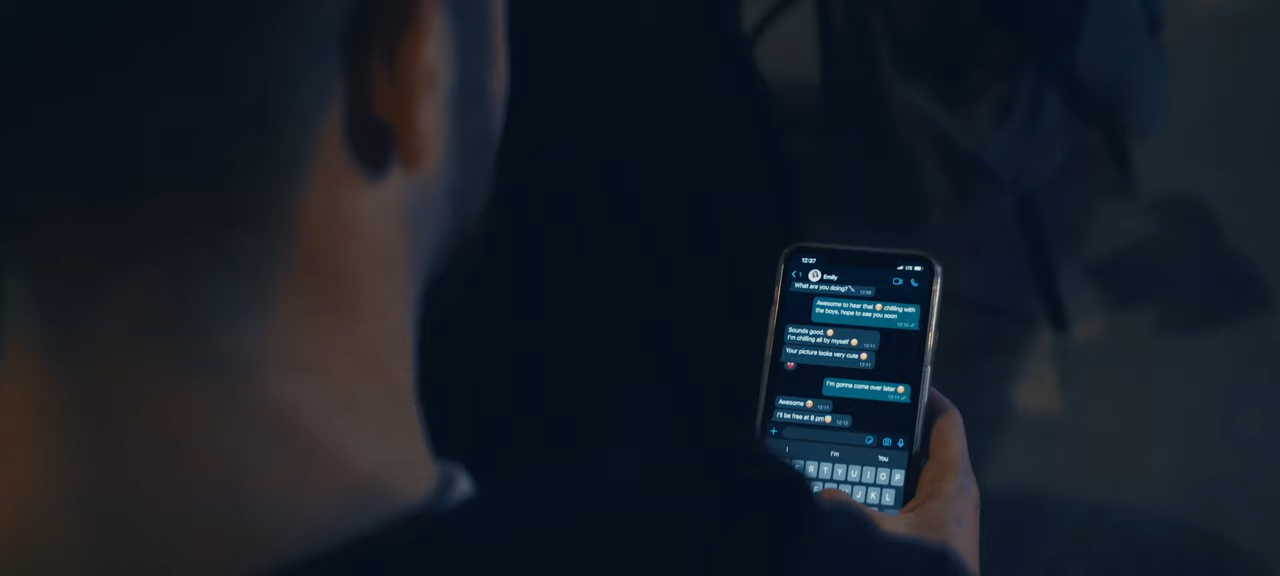 12:37
LTE
1
Emily
What are you doing?
12:09
Awesome to hear that 😊 chilling with
the boys, hope to see you soon
12:10
Sounds good. 😊
I'm chilling all by myself 😊 12:11
Your picture looks very cute 😊
12:11
I'm gonna come over later 😊
12:11
Awesome 😊 12:11
I'll be free at 8 pm 😊 12:12
I I'm You
R T Y U I O P
J K L